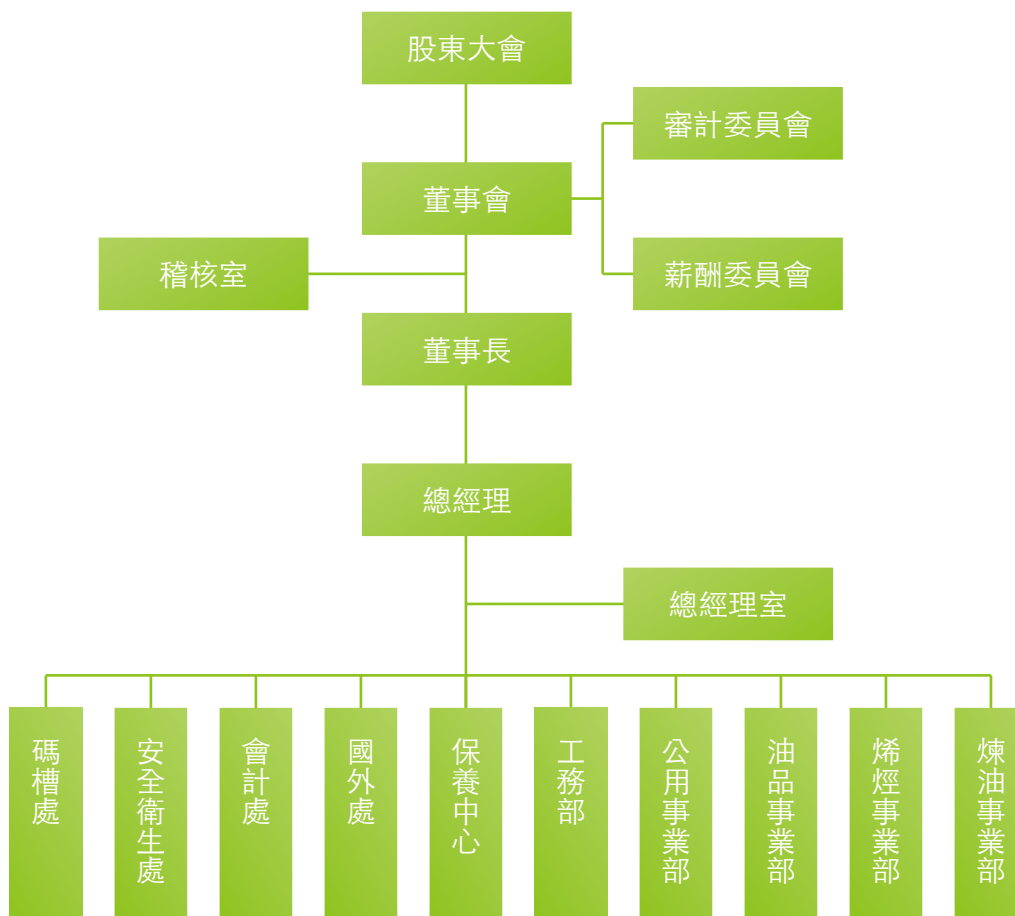 股東大會
審計委員會
董事會
稽核室
薪酬委員會
董事長
總經理
總經理室
碼槽處
安全衛生處
會計處
國外處
保養中心
工務部
公用事業部
油品事業部
烯烴事業部
煉油事業部